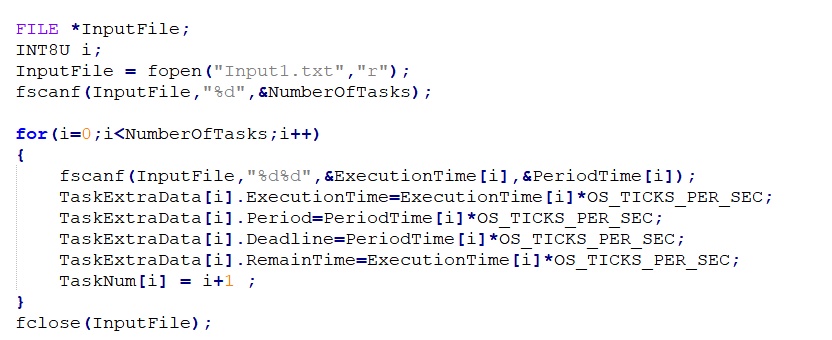 FILE *InputFile;
INT8U i;
InputFile = fopen("Input1.txt","r");
fscanf(InputFile,"%d",&NumberOfTasks);
for(i=0;i<NumberOfTasks;i++)
{
fscanf(InputFile,"%d%d",&ExecutionTime[i],&PeriodTime[i]);
TaskExtraData[i].ExecutionTime=ExecutionTime[i]*OS_TICKS_PER_SEC;
TaskExtraData[i].Period=PeriodTime[i]*OS_TICKS_PER_SEC;
TaskExtraData[i].Deadline=PeriodTime[i]*OS_TICKS_PER_SEC;
TaskExtraData[i].RemainTime=ExecutionTime[i]*OS_TICKS_PER_SEC;
TaskNum[i] = i+1 ;
}
fclose(InputFile);